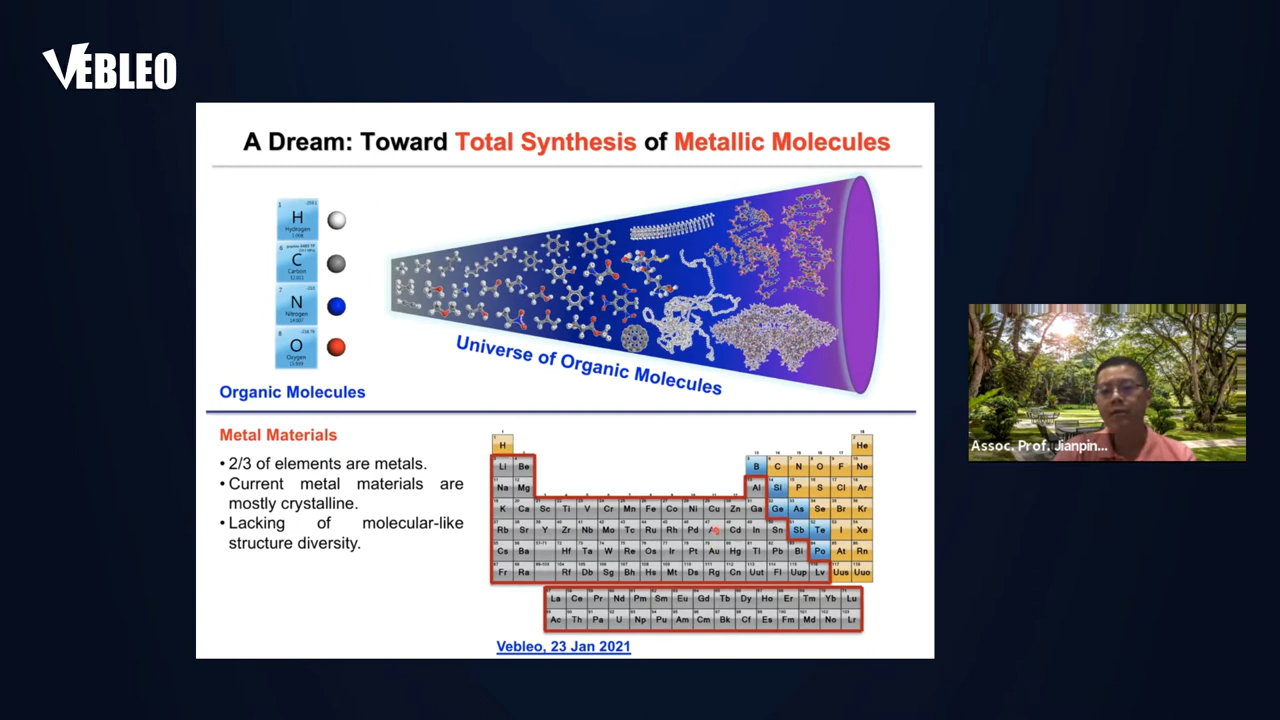 VEBLEO
A Dream: Toward Total Synthesis of Metallic Molecules
H
Hydrogen
C
Carbon
N
Nitrogen
O
Oxygen
Universe of Organic Molecules
Organic Molecules
Metal Materials
• 2/3 of elements are metals.
• Current metal materials are
mostly crystalline.
• Lacking of molecular-like
structure diversity.
H He
Li Be B C N O F Ne
Na Mg Al Si P S Cl Ar
K Ca Sc Ti V Cr Mn Fe Co Ni Cu Zn Ga Ge As Se Br Kr
Rb Sr Y Zr Nb Mo Tc Ru Rh Pd Ag Cd In Sn Sb Te I Xe
Cs Ba Hf Ta W Re Os Ir Pt Au Hg Tl Pb Bi Po At Rn
Fr Ra Rf Db Sg Bh Hs Mt Ds Rg Cn Uut Fl Uup Lv Uus Uuo
La Ce Pr Nd Pm Sm Eu Gd Tb Dy Ho Er Tm Yb Lu
Ac Th Pa U Np Pu Am Cm Bk Cf Es Fm Md No Lr
Vebleo, 23 Jan 2021
Assoc. Prof. Jianpin...